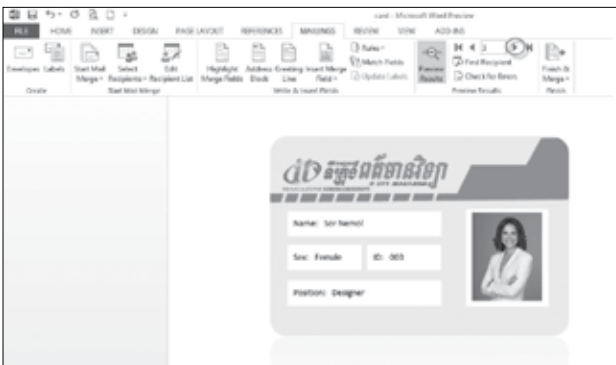 card - Microsoft Word Preview
FILE HOME INSERT DESIGN PAGE LAYOUT REFERENCES MAILINGS REVIEW VIEW ADD-INS
Envelopes Labels Start Mail Merge Select Recipients Edit Recipient List Highlight Merge Fields Address Block Greeting Line Insert Merge Field Rules Match Fields Update Labels Preview Results 3 Find Recipient Check for Errors Finish & Merge
Create Start Mail Merge Write & Insert Fields Preview Results Finish
Name: Sor Nemol
Sex: Female ID: 003
Position: Designer